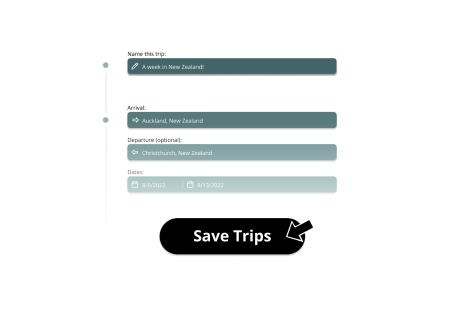 Name this trip:
A week in New Zealand!
Arrival:
Auckland, New Zealand
Departure (optional):
Christchurch, New Zealand
Dates:
8/6/2022 8/13/2022
Save Trips